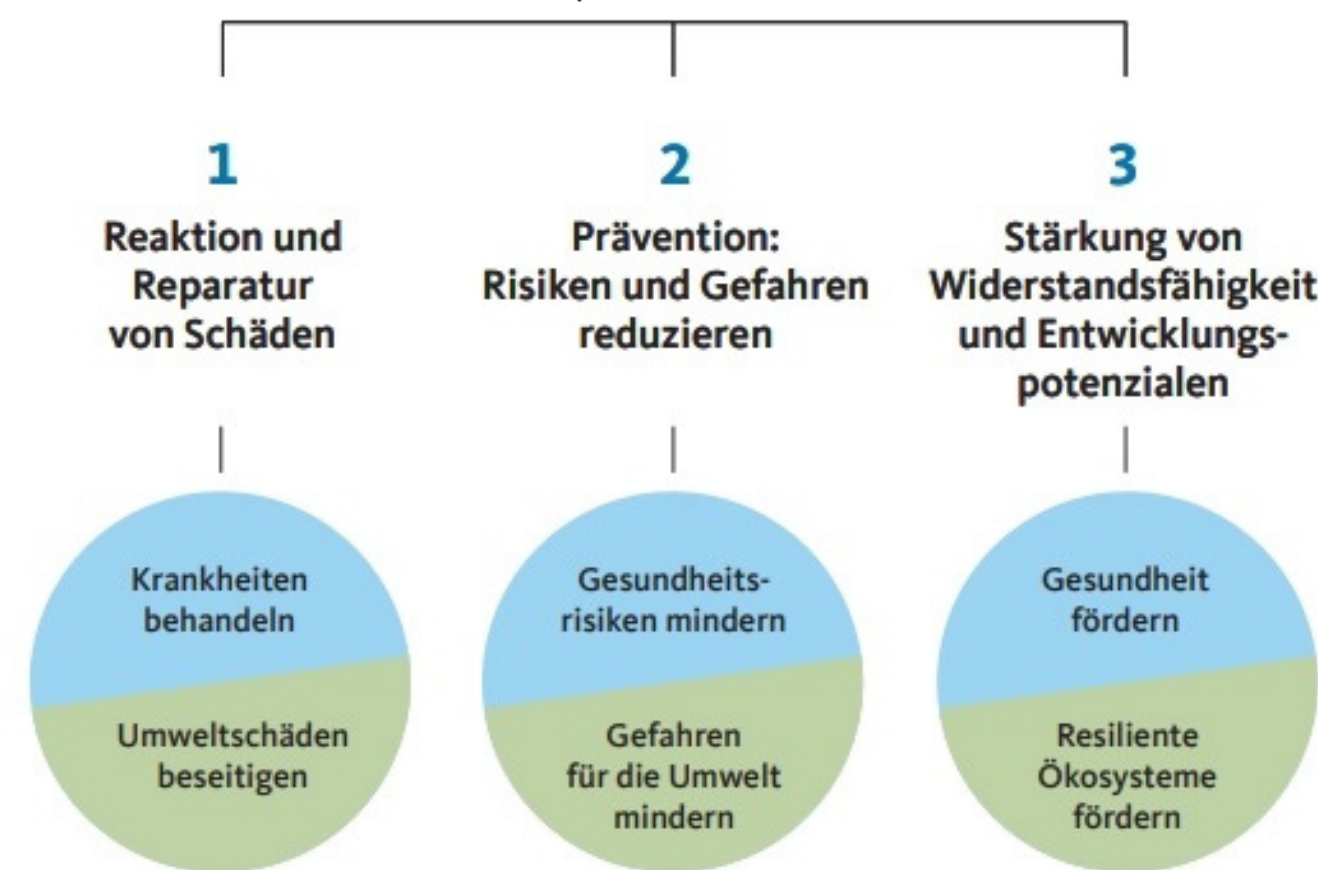 1
Reaktion und
Reparatur
von Schäden
2
Prävention:
Risiken und Gefahren
reduzieren
3
Stärkung von
Widerstandsfähigkeit
und Entwicklungs-
potenzialen
Krankheiten
behandeln
Umweltschäden
beseitigen
Gesundheits-
risiken mindern
Gefahren
für die Umwelt
mindern
Gesundheit
fördern
Resiliente
Ökosysteme
fördern